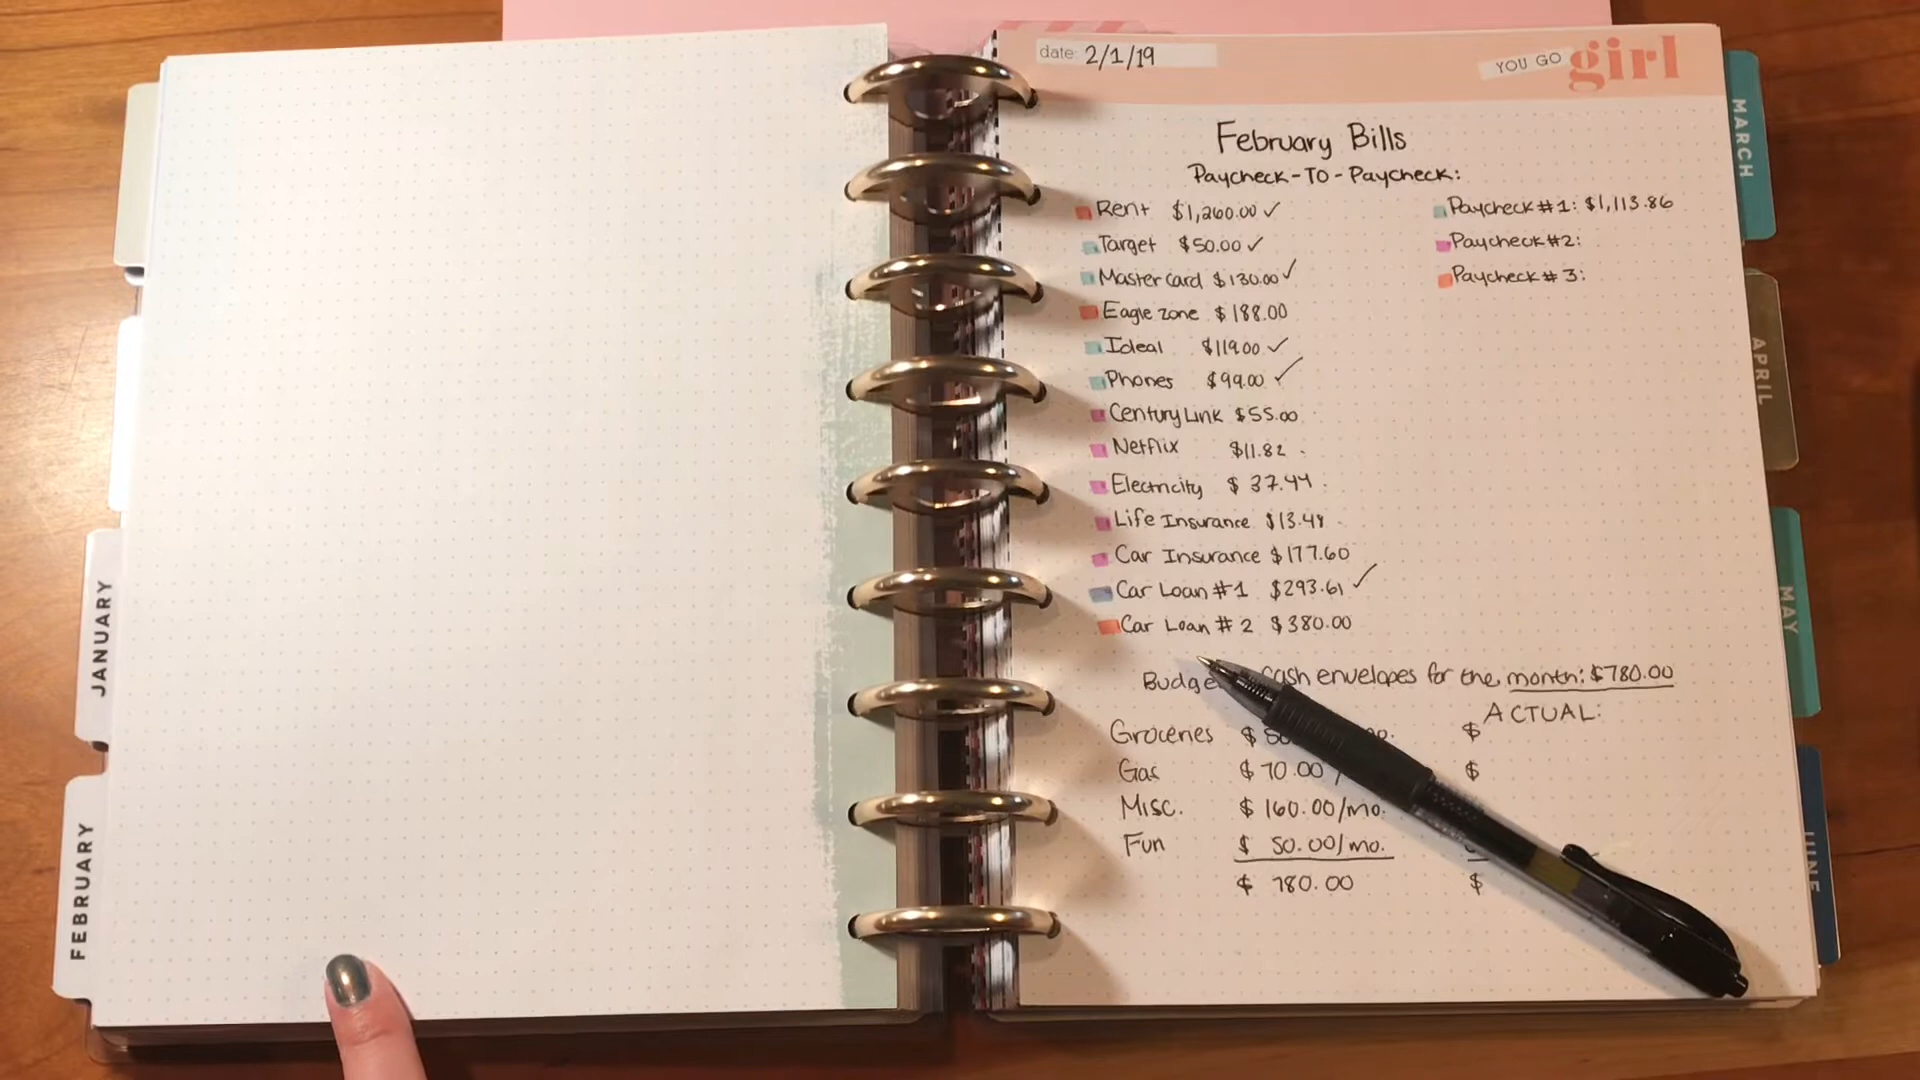 JANUARY
FEBRUARY
date: 2/1/19
YOU GO girl
February Bills
Paycheck-TO-Paycheck:
Rent $1,260.00 ✓
Target $50.00 ✓
Mastercard $130.00 ✓
Eagle zone $188.00
Ideal $119.00 ✓
Phones $99.00 ✓
CenturyLink $55.00
Netflix $11.82
Electricity $37.44
Life Insurance $13.48
Car Insurance $177.60
Car Loan #1 $293.61 ✓
Car Loan #2 $380.00
Paycheck #1: $1,113.86
Paycheck #2:
Paycheck #3:
cash envelopes for the month: $780.00
ACTUAL:
Groceries $ $
Gas $70.00 $
Misc. $160.00/mo.
Fun $ 50.00/mo.
$ 780.00 $
MARCH
APRIL
MAY
JUNE